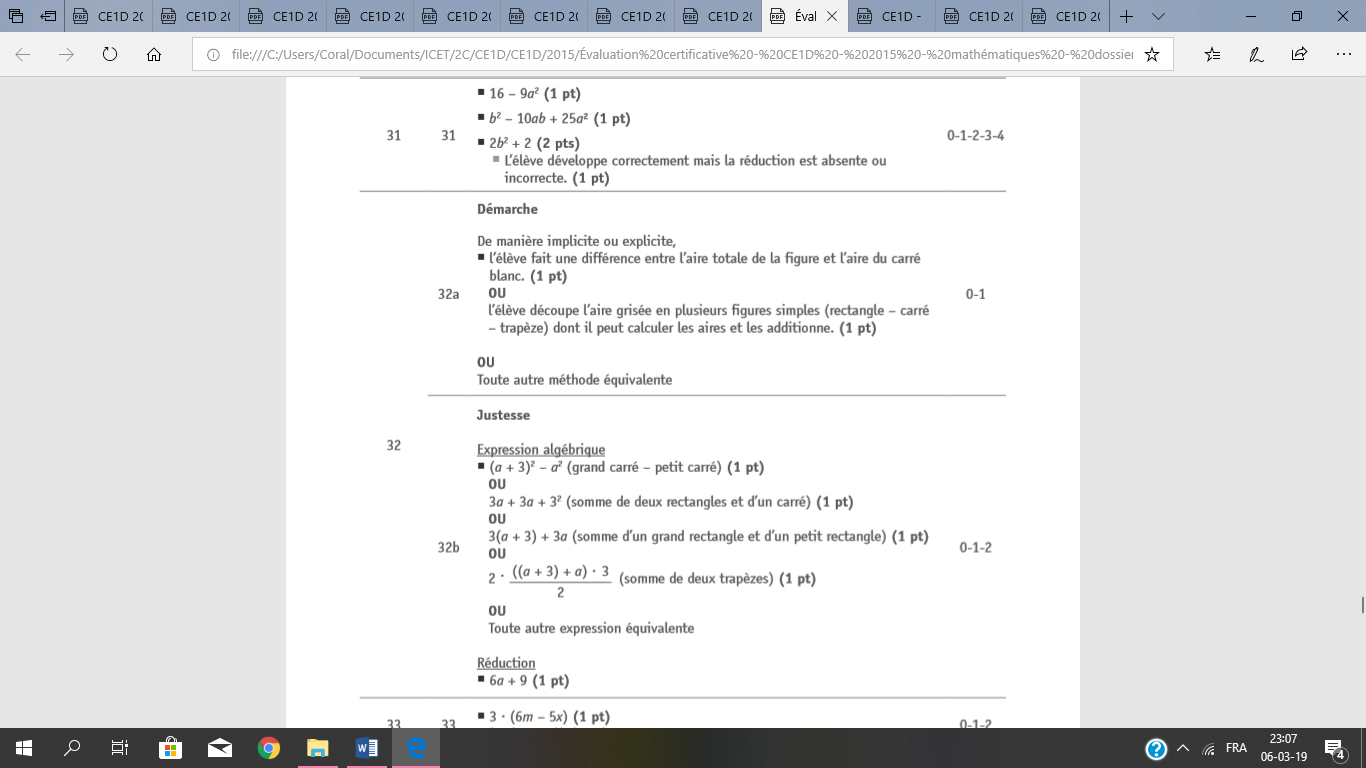 CE1D 20 CE1D 20 CE1D 20 CE1D 20 CE1D 20 CE1D 20 CE1D 20 CE1D 20 Éval CE1D - CE1D 20 CE1D 20
file:///C:/Users/Coral/Documents/ICET/2C/CE1D/CE1D/2015/Évaluation%20certificative%20-%20CE1D%20-%202015%20-%20mathématiques%20-%20dossier
■ 16 – 9a² (1 pt)
■ b² – 10ab + 25a² (1 pt)
31 31 ■ 2b² + 2 (2 pts) 0-1-2-3-4
■ L'élève développe correctement mais la réduction est absente ou
incorrecte. (1 pt)
Démarche
De manière implicite ou explicite,
■ l'élève fait une différence entre l'aire totale de la figure et l'aire du carré
blanc. (1 pt)
32a OU 0-1
l'élève découpe l'aire grisée en plusieurs figures simples (rectangle – carré
– trapèze) dont il peut calculer les aires et les additionne. (1 pt)
OU
Toute autre méthode équivalente
Justesse
32 Expression algébrique
■ (a + 3)² – a² (grand carré – petit carré) (1 pt)
OU
3a + 3a + 3² (somme de deux rectangles et d'un carré) (1 pt)
OU
3(a + 3) + 3a (somme d'un grand rectangle et d'un petit rectangle) (1 pt)
32b OU 0-1-2
2 · ((a + 3) + a) · 3 / 2 (somme de deux trapèzes) (1 pt)
OU
Toute autre expression équivalente
Réduction
■ 6a + 9 (1 pt)
33 33 ■ 3 · (6m – 5x) (1 pt) 0-1-2
FRA 23:07
06-03-19 4